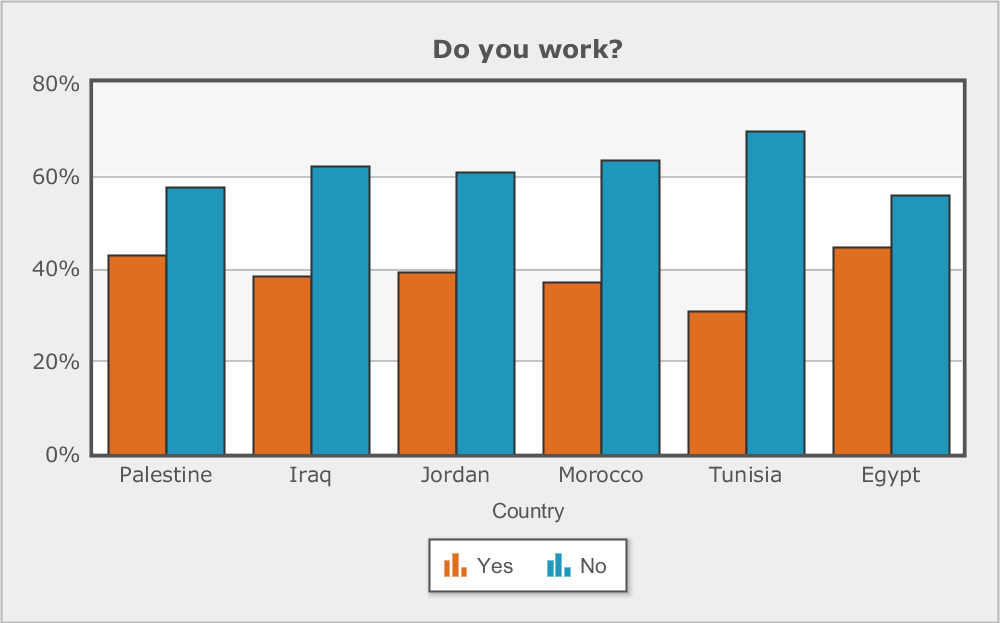 Do you work?
80%
60%
40%
20%
0%
Palestine Iraq Jordan Morocco Tunisia Egypt
Country
Yes No